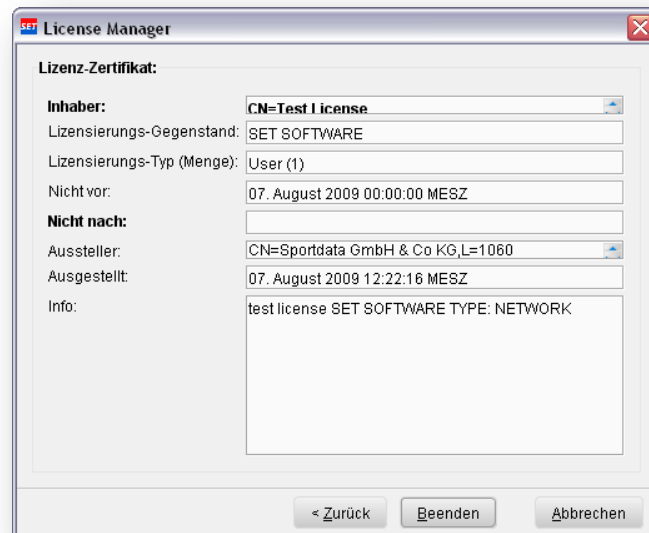 SET License Manager
Lizenz-Zertifikat:
Inhaber: CN=Test License
Lizensierungs-Gegenstand: SET SOFTWARE
Lizensierungs-Typ (Menge): User (1)
Nicht vor: 07. August 2009 00:00:00 MESZ
Nicht nach:
Aussteller: CN=Sportdata GmbH & Co KG,L=1060
Ausgestellt: 07. August 2009 12:22:16 MESZ
Info: test license SET SOFTWARE TYPE: NETWORK
< Zurück Beenden Abbrechen